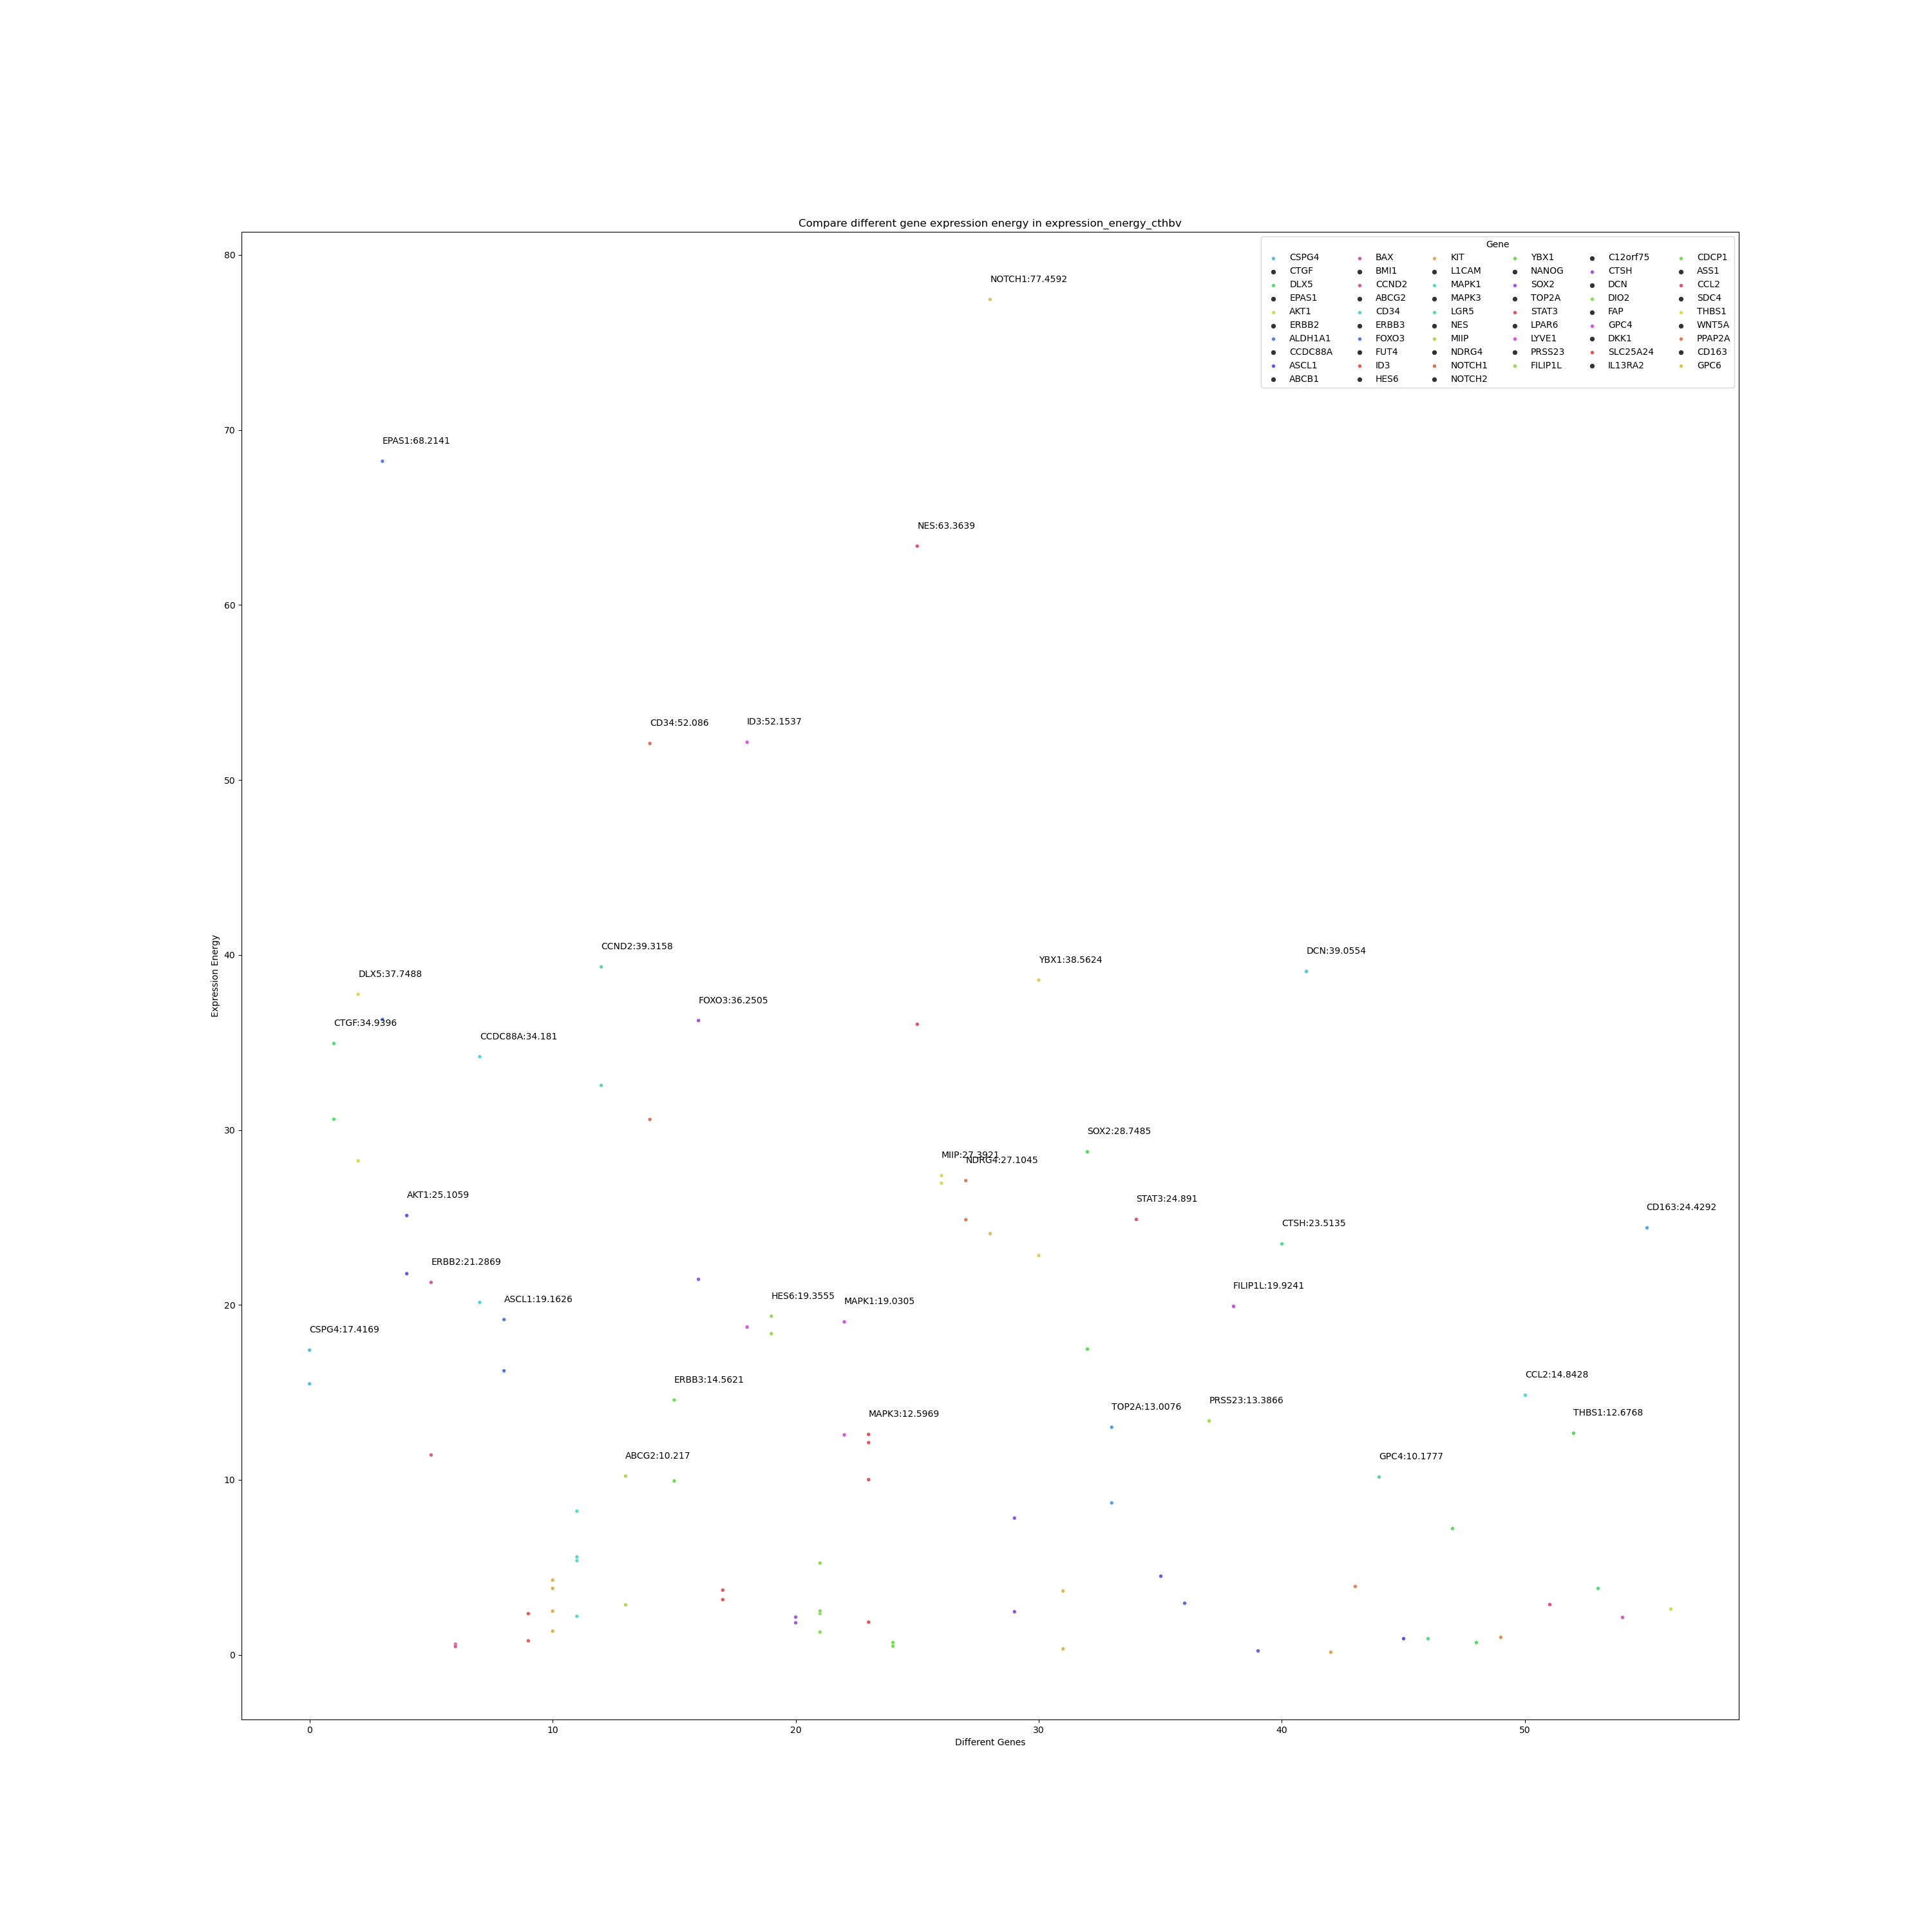 Compare different gene expression energy in expression_energy_cthbv
Gene
CSPG4 BAX KIT YBX1 C12orf75 CDCP1
CTGF BMI1 L1CAM NANOG CTSH ASS1
DLX5 CCND2 MAPK1 SOX2 DCN CCL2
EPAS1 ABCG2 MAPK3 TOP2A DIO2 SDC4
AKT1 CD34 LGR5 STAT3 FAP THBS1
ERBB2 ERBB3 NES LPAR6 GPC4 WNT5A
ALDH1A1 FOXO3 MIIP LYVE1 DKK1 PPAP2A
CCDC88A FUT4 NDRG4 PRSS23 SLC25A24 CD163
ASCL1 ID3 NOTCH1 FILIP1L IL13RA2 GPC6
ABCB1 HES6 NOTCH2
80
NOTCH1:77.4592
EPAS1:68.2141
70
NES:63.3639
60
CD34:52.086 ID3:52.1537
50
CCND2:39.3158
DCN:39.0554
40
YBX1:38.5624
DLX5:37.7488
FOXO3:36.2505
CTGF:34.9396
CCDC88A:34.181
Expression Energy
30
SOX2:28.7485
MIIP:27.3921
NDRG4:27.1045
AKT1:25.1059
STAT3:24.891
CD163:24.4292
CTSH:23.5135
ERBB2:21.2869
FILIP1L:19.9241
20
HES6:19.3555
ASCL1:19.1626
MAPK1:19.0305
CSPG4:17.4169
CCL2:14.8428
ERBB3:14.5621
PRSS23:13.3866
TOP2A:13.0076
THBS1:12.6768
MAPK3:12.5969
ABCG2:10.217
GPC4:10.1777
10
0
0 10 20 30 40 50
Different Genes